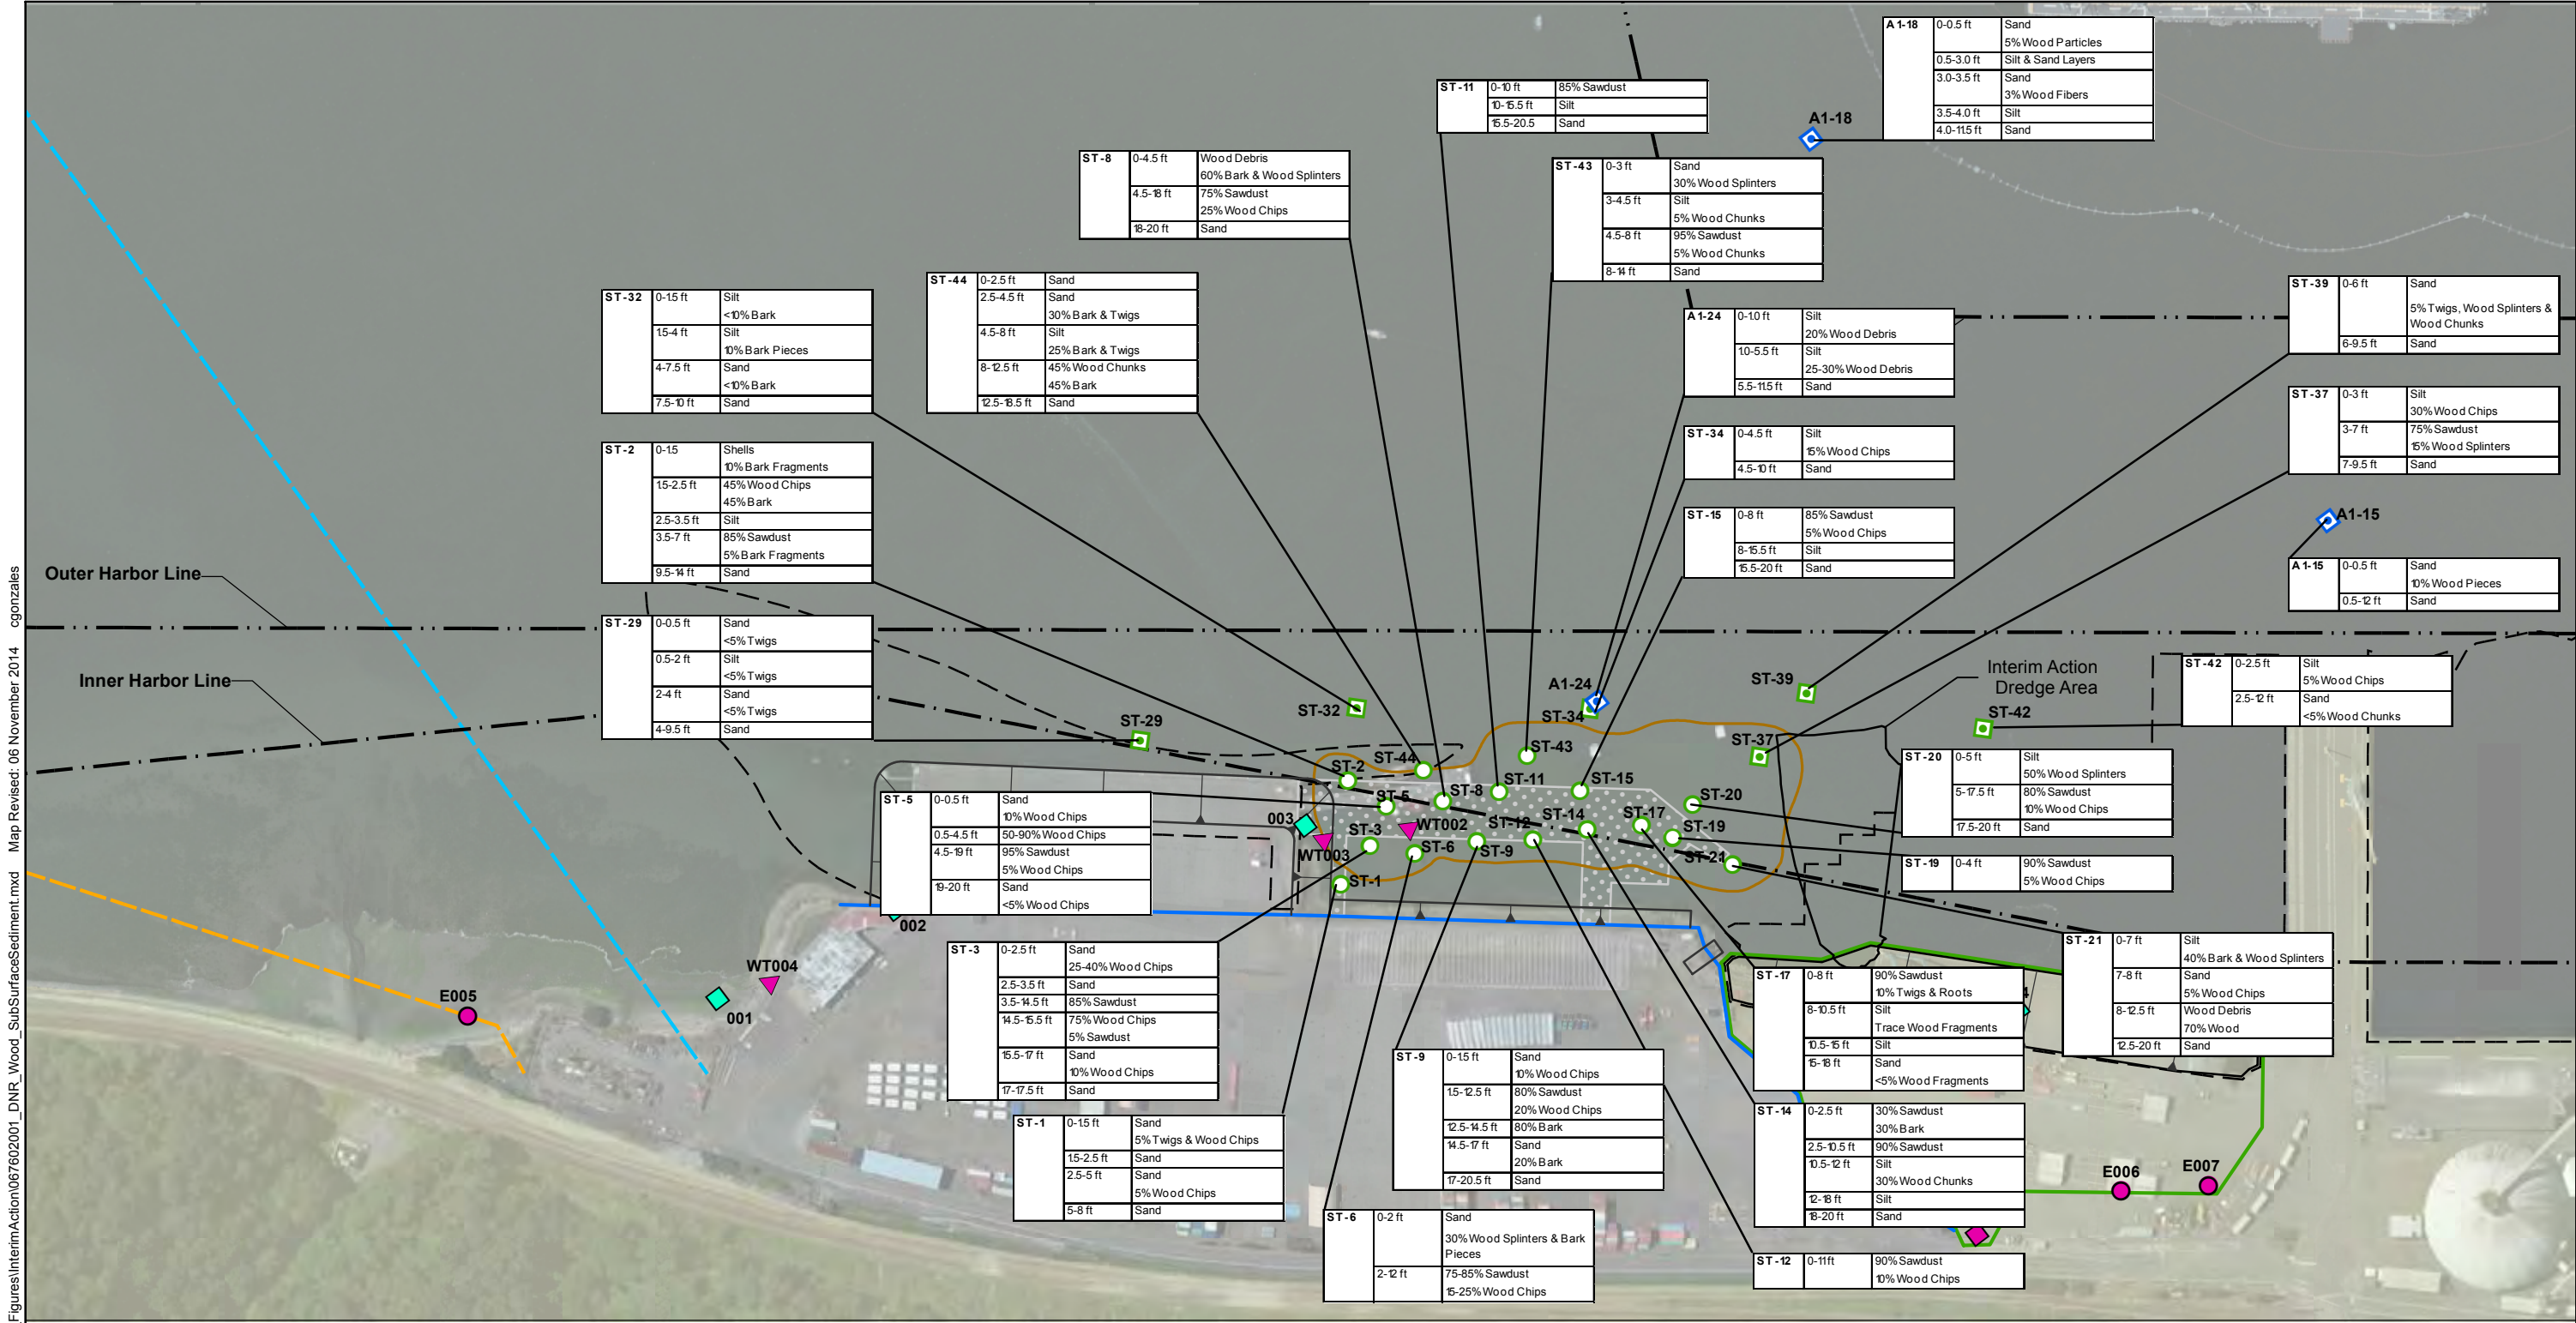 A1-18 0-0.5 ft Sand
5% Wood Particles
0.5-3.0 ft Silt & Sand Layers
3.0-3.5 ft Sand
3% Wood Fibers
3.5-4.0 ft Silt
4.0-11.5 ft Sand
A1-18
ST-11 0-10 ft 85% Sawdust
10-15.5 ft Silt
15.5-20.5 Sand
ST-8 0-4.5 ft Wood Debris
60% Bark & Wood Splinters
4.5-18 ft 75% Sawdust
25% Wood Chips
18-20 ft Sand
ST-43 0-3 ft Sand
30% Wood Splinters
3-4.5 ft Silt
5% Wood Chunks
4.5-8 ft 95% Sawdust
5% Wood Chunks
8-14 ft Sand
ST-44 0-2.5 ft Sand
2.5-4.5 ft Sand
30% Bark & Twigs
4.5-8 ft Silt
25% Bark & Twigs
8-12.5 ft 45% Wood Chunks
45% Bark
12.5-18.5 ft Sand
ST-32 0-1.5 ft Silt
<10% Bark
1.5-4 ft Silt
10% Bark Pieces
4-7.5 ft Sand
<10% Bark
7.5-10 ft Sand
ST-39 0-6 ft Sand
5% Twigs, Wood Splinters &
Wood Chunks
6-9.5 ft Sand
A1-24 0-1.0 ft Silt
20% Wood Debris
1.0-5.5 ft Silt
25-30% Wood Debris
5.5-11.5 ft Sand
ST-37 0-3 ft Silt
30% Wood Chips
3-7 ft 75% Sawdust
15% Wood Splinters
7-9.5 ft Sand
ST-34 0-4.5 ft Silt
15% Wood Chips
4.5-10 ft Sand
ST-2 0-1.5 Shells
10% Bark Fragments
1.5-2.5 ft 45% Wood Chips
45% Bark
2.5-3.5 ft Silt
3.5-7 ft 85% Sawdust
5% Bark Fragments
9.5-14 ft Sand
ST-15 0-8 ft 85% Sawdust
5% Wood Chips
8-15.5 ft Silt
15.5-20 ft Sand
A1-15
A1-15 0-0.5 ft Sand
10% Wood Pieces
0.5-12 ft Sand
Outer Harbor Line
Inner Harbor Line
ST-29 0-0.5 ft Sand
<5% Twigs
0.5-2 ft Silt
<5% Twigs
2-4 ft Sand
<5% Twigs
4-9.5 ft Sand
Interim Action
Dredge Area
ST-42 0-2.5 ft Silt
5% Wood Chips
2.5-12 ft Sand
<5% Wood Chunks
A1-24
ST-39
ST-32
ST-34
ST-42
ST-29
ST-37
ST-43
ST-44
ST-2
ST-11
ST-15
ST-5
ST-8
ST-20
ST-17
003
WT002
ST-12
ST-14
ST-19
ST-3
WT003
ST-6
ST-9
ST-21
ST-1
ST-20 0-5 ft Silt
50% Wood Splinters
5-17.5 ft 80% Sawdust
10% Wood Chips
17.5-20 ft Sand
ST-19 0-4 ft 90% Sawdust
5% Wood Chips
ST-5 0-0.5 ft Sand
10% Wood Chips
0.5-4.5 ft 50-90% Wood Chips
4.5-19 ft 95% Sawdust
5% Wood Chips
19-20 ft Sand
<5% Wood Chips
002
WT004
001
E005
ST-3 0-2.5 ft Sand
25-40% Wood Chips
2.5-3.5 ft Sand
3.5-14.5 ft 85% Sawdust
14.5-15.5 ft 75% Wood Chips
5% Sawdust
15.5-17 ft Sand
10% Wood Chips
17-17.5 ft Sand
ST-21 0-7 ft Silt
40% Bark & Wood Splinters
7-8 ft Sand
5% Wood Chips
8-12.5 ft Wood Debris
70% Wood
12.5-20 ft Sand
ST-17 0-8 ft 90% Sawdust
10% Twigs & Roots
8-10.5 ft Silt
Trace Wood Fragments
10.5-15 ft Silt
15-18 ft Sand
<5% Wood Fragments
ST-9 0-1.5 ft Sand
10% Wood Chips
1.5-12.5 ft 80% Sawdust
20% Wood Chips
12.5-14.5 ft 80% Bark
14.5-17 ft Sand
20% Bark
17-20.5 ft Sand
ST-1 0-1.5 ft Sand
5% Twigs & Wood Chips
1.5-2.5 ft Sand
2.5-5 ft Sand
5% Wood Chips
5-8 ft Sand
ST-14 0-2.5 ft 30% Sawdust
30% Bark
2.5-10.5 ft 90% Sawdust
10.5-12 ft Silt
30% Wood Chunks
12-18 ft Silt
18-20 ft Sand
E006
E007
ST-6 0-2 ft Sand
30% Wood Splinters & Bark
Pieces
2-12 ft 75-85% Sawdust
15-25% Wood Chips
ST-12 0-11ft 90% Sawdust
10% Wood Chips
Figures\InterimAction\067602001_DNR_Wood_SubSurfaceSediment.mxd Map Revised: 06 November 2014 cgonzales